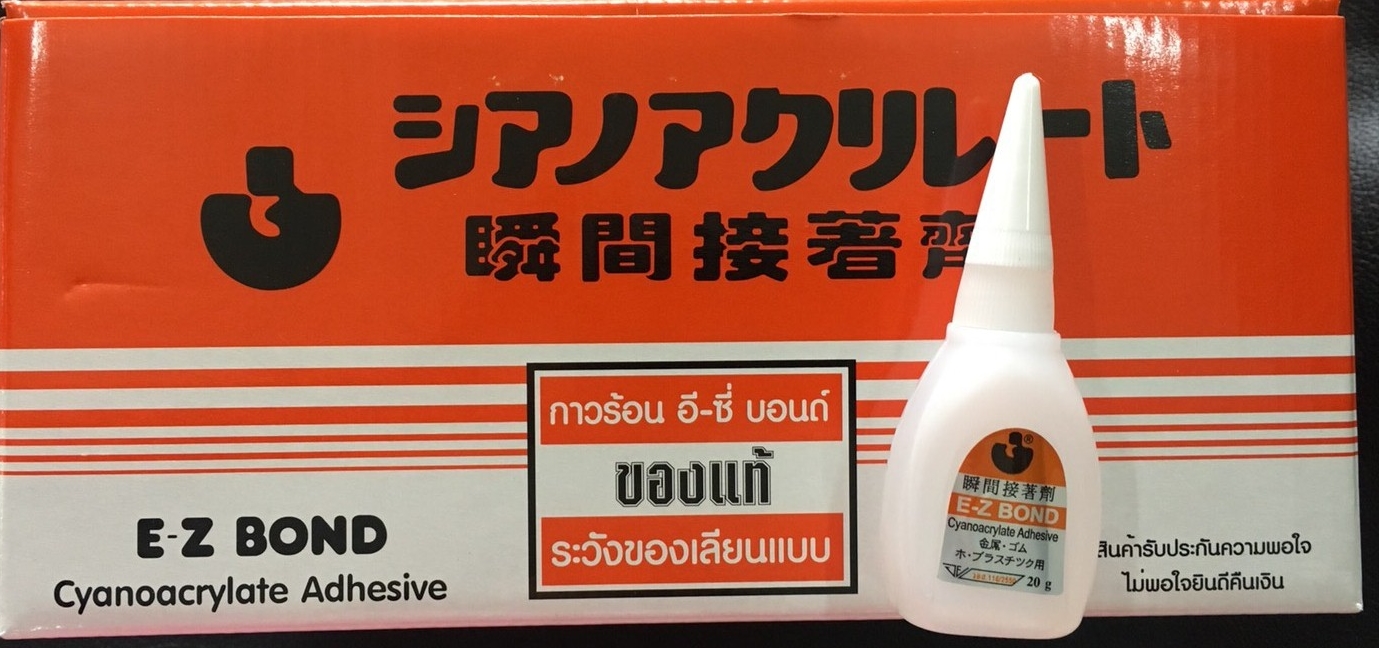 シアノアクリレート
瞬間接著劑
กาวร้อน อี-ซี่ บอนด์
ของแท้
ระวังของเลียนแบบ
E-Z BOND
Cyanoacrylate Adhesive
สินค้ารับประกันความพอใจ
ไม่พอใจยินดีคืนเงิน
瞬間接著劑
E-Z BOND
Cyanoacrylate Adhesive
金属・ゴム
ホ・プラスチック用
20 g